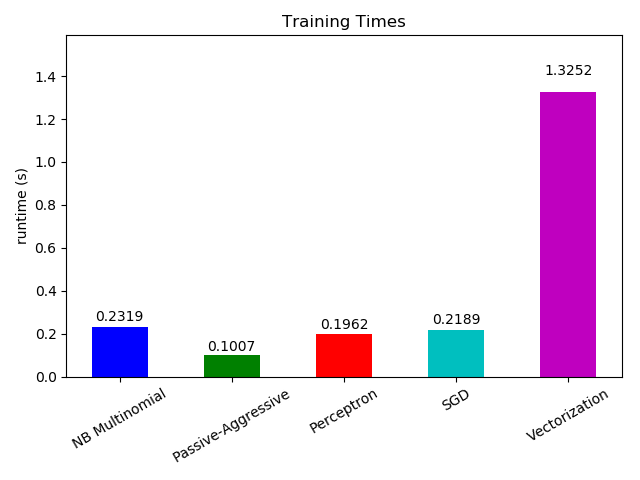 Training Times
runtime (s)
1.4
1.2
1.0
0.8
0.6
0.4
0.2
0.0
0.2319
0.1007
0.1962
0.2189
1.3252
NB Multinomial
Passive-Aggressive
Perceptron
SGD
Vectorization